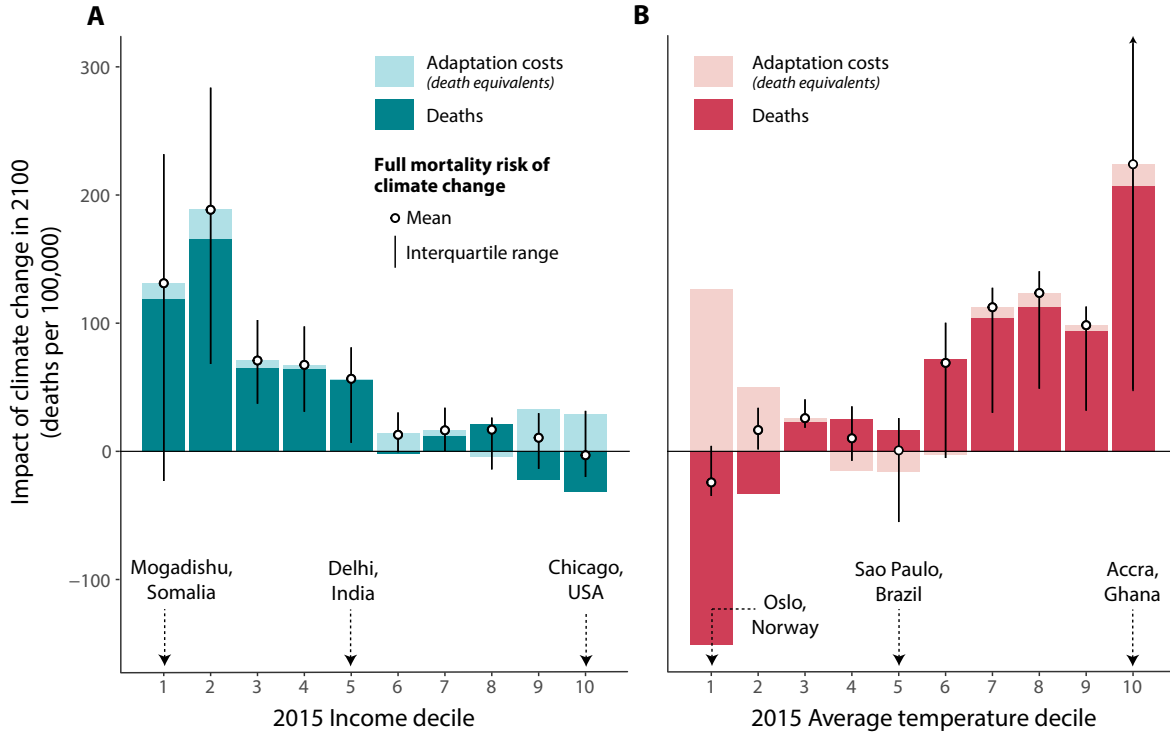 A
B
Impact of climate change in 2100
(deaths per 100,000)
300
200
100
0
−100
Adaptation costs
(death equivalents)
Deaths
Full mortality risk of
climate change
Mean
Interquartile range
Mogadishu,
Somalia
Delhi,
India
Chicago,
USA
1 2 3 4 5 6 7 8 9 10
2015 Income decile
Adaptation costs
(death equivalents)
Deaths
Oslo,
Norway
Sao Paulo,
Brazil
Accra,
Ghana
1 2 3 4 5 6 7 8 9 10
2015 Average temperature decile